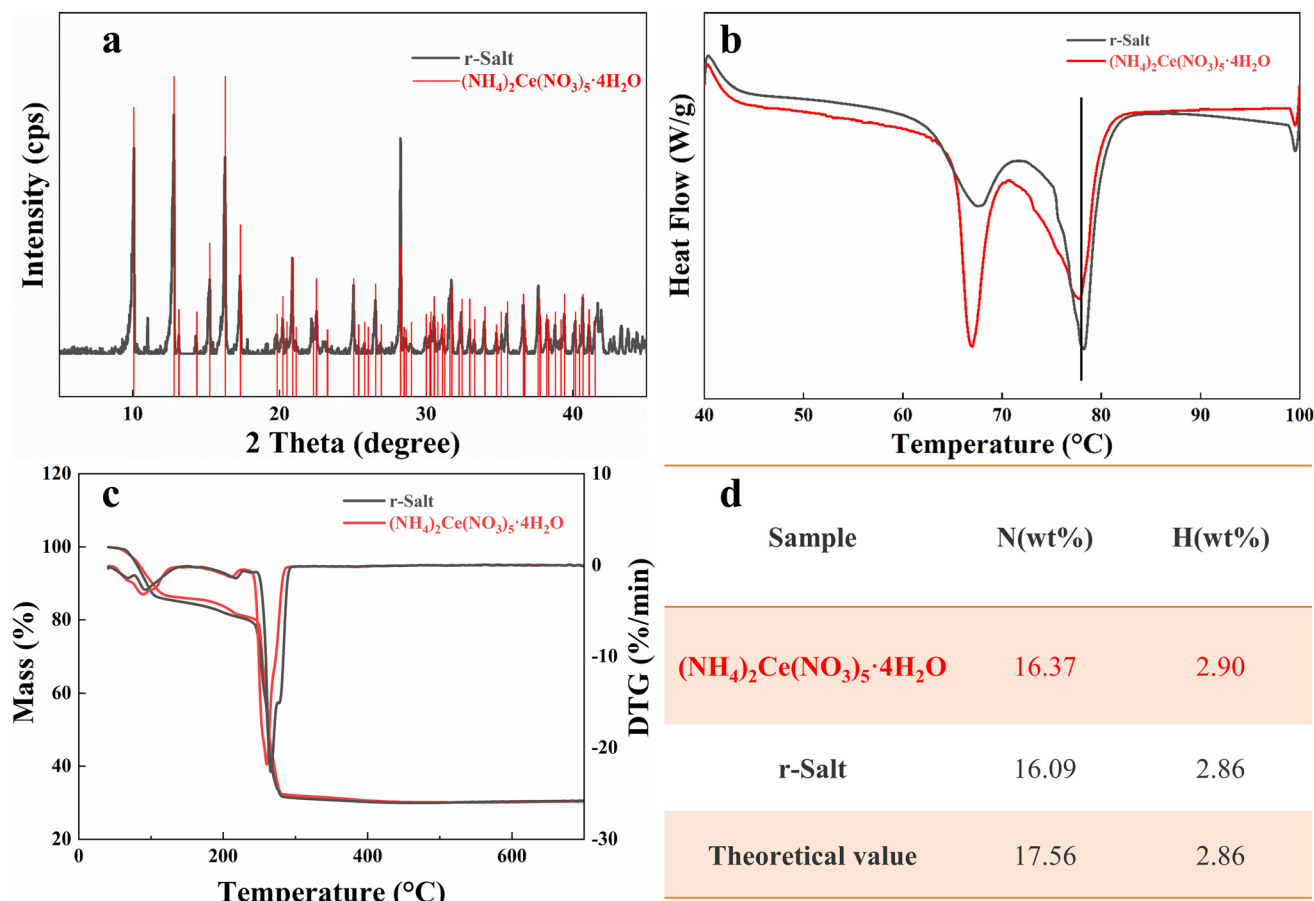 a
r-Salt
(NH₄)₂Ce(NO₃)₅·4H₂O
Intensity (cps)
10 20 30 40
2 Theta (degree)
b
r-Salt
(NH₄)₂Ce(NO₃)₅·4H₂O
Heat Flow (W/g)
40 50 60 70 80 90 100
Temperature (°C)
c
r-Salt
(NH₄)₂Ce(NO₃)₅·4H₂O
Mass (%)
120
100
80
60
40
20
DTG (%/min)
10
0
-10
-20
-30
0 200 400 600
Temperature (°C)
d
Sample N(wt%) H(wt%)
(NH₄)₂Ce(NO₃)₅·4H₂O 16.37 2.90
r-Salt 16.09 2.86
Theoretical value 17.56 2.86